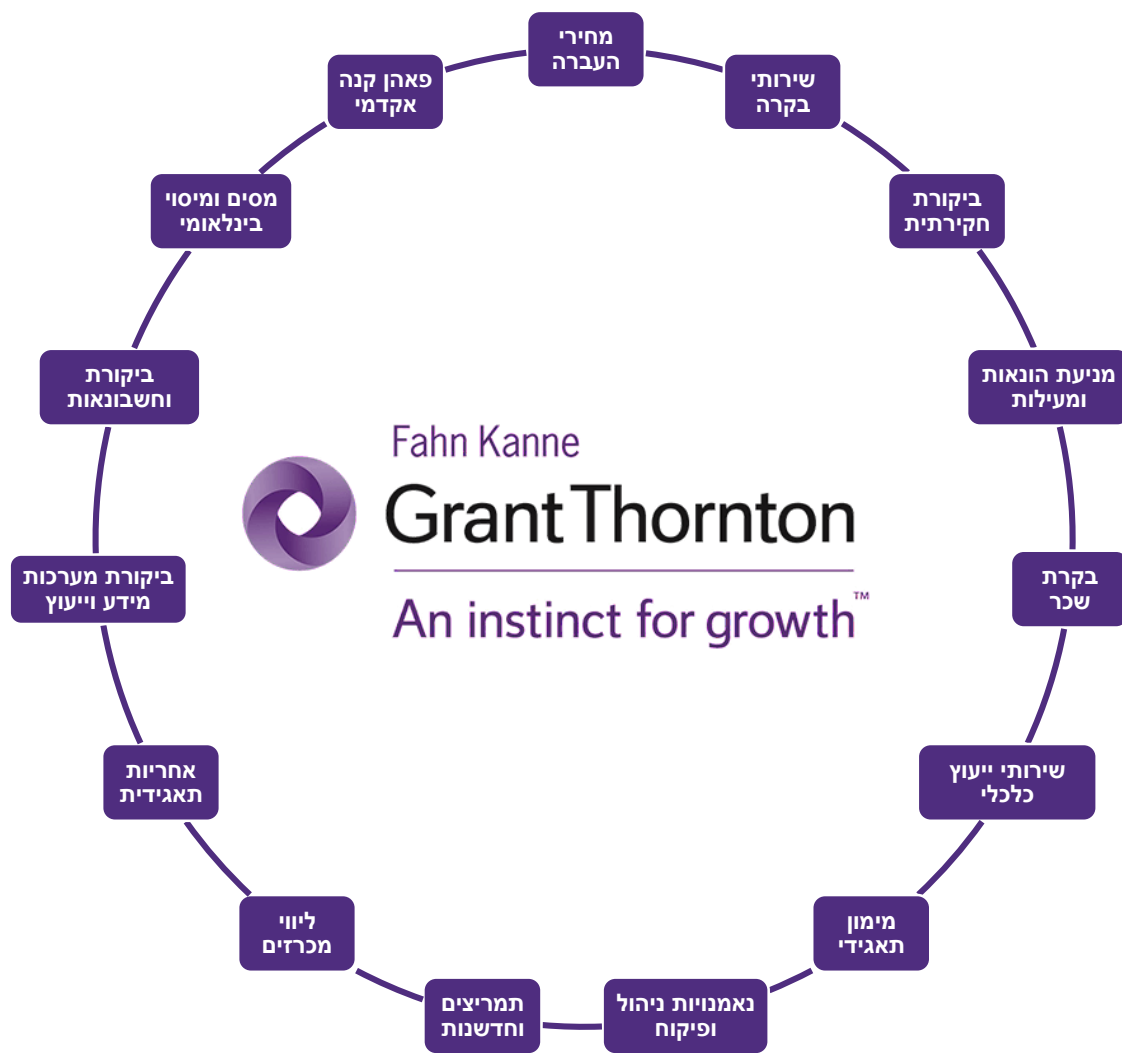 מחירי
העברה
שירותי
בקרה
ביקורת
חקירתית
מניעת הונאות
ומעילות
בקרת
שכר
שירותי ייעוץ
כלכלי
מימון
תאגידי
נאמנויות ניהול
ופיקוח
תמריצים
וחדשנות
ליווי
מכרזים
אחריות
תאגידית
ביקורת מערכות
מידע וייעוץ
ביקורת
וחשבונאות
מסים ומיסוי
בינלאומי
פאהן קנה
אקדמי
Fahn Kanne
Grant Thornton
An instinct for growth™